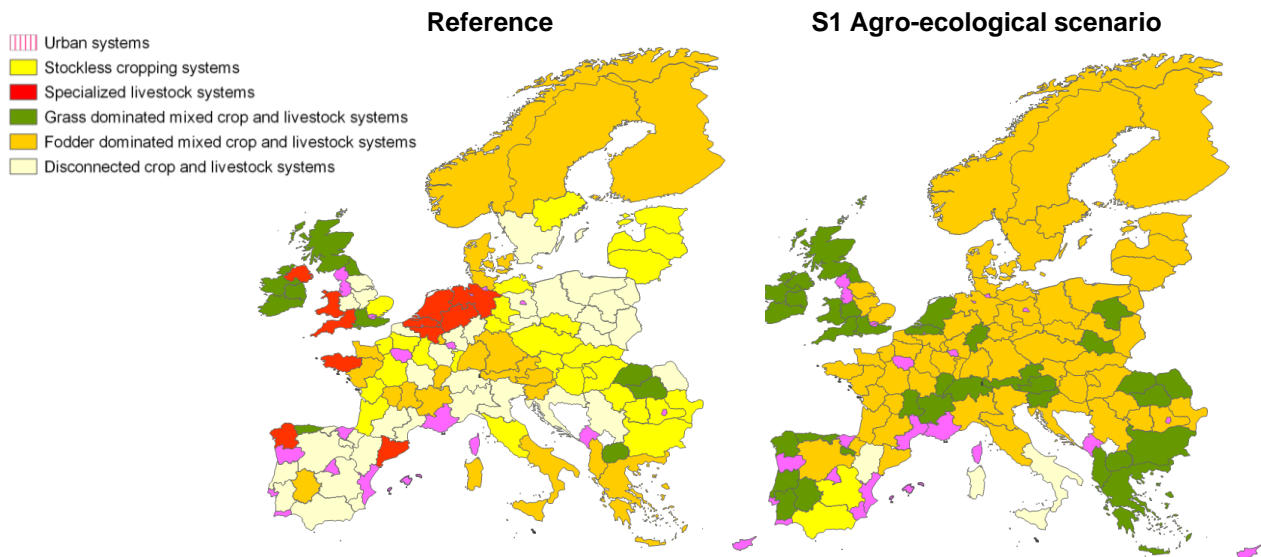 Reference
S1 Agro-ecological scenario
Urban systems
Stockless cropping systems
Specialized livestock systems
Grass dominated mixed crop and livestock systems
Fodder dominated mixed crop and livestock systems
Disconnected crop and livestock systems